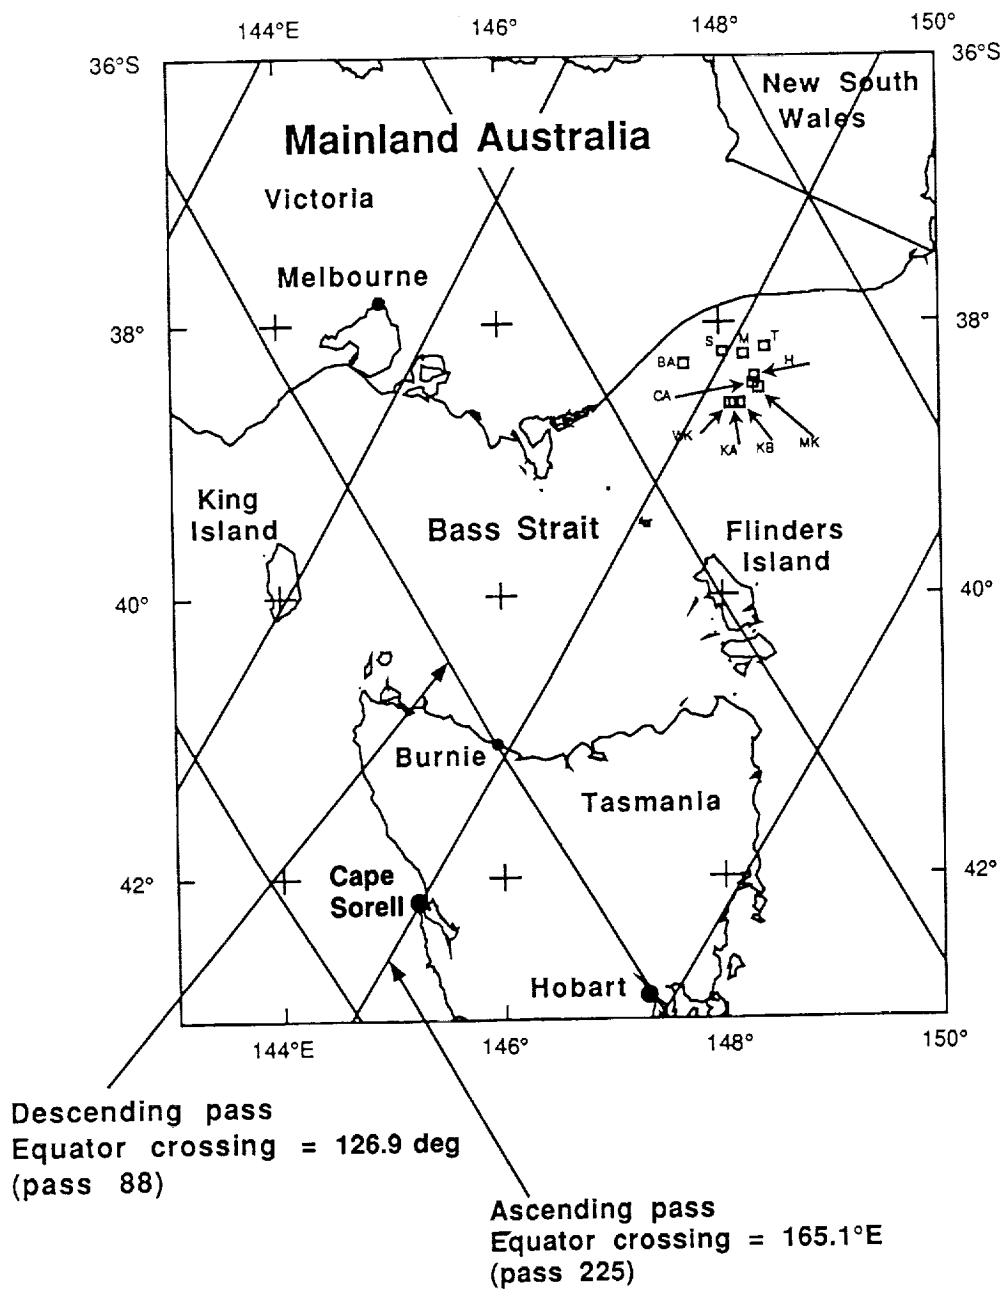 144°E 146° 148° 150°
36°S 36°S
New South
Wales
Mainland Australia
Victoria
Melbourne
38° 38°
S M T
BA H
CA
WK KA KB MK
King
Island
Bass Strait
Flinders
Island
40° 40°
Burnie
Tasmania
Cape
Sorell
42° 42°
Hobart
144°E 146° 148° 150°
Descending pass
Equator crossing = 126.9 deg
(pass 88)
Ascending pass
Equator crossing = 165.1°E
(pass 225)